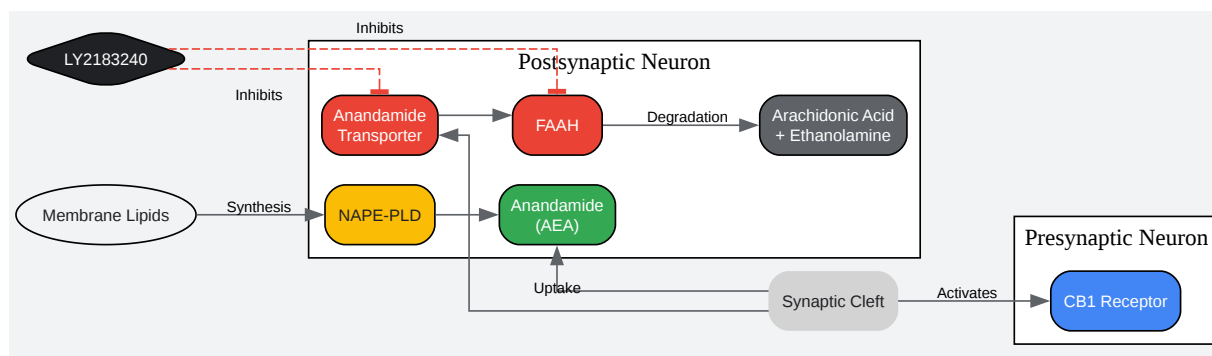 Inhibits
LY2183240
Postsynaptic Neuron
Inhibits
Anandamide
Transporter
FAAH
Degradation
Arachidonic Acid
+ Ethanolamine
Membrane Lipids
Synthesis
NAPE-PLD
Anandamide
(AEA)
Presynaptic Neuron
Uptake
Synaptic Cleft
Activates
CB1 Receptor